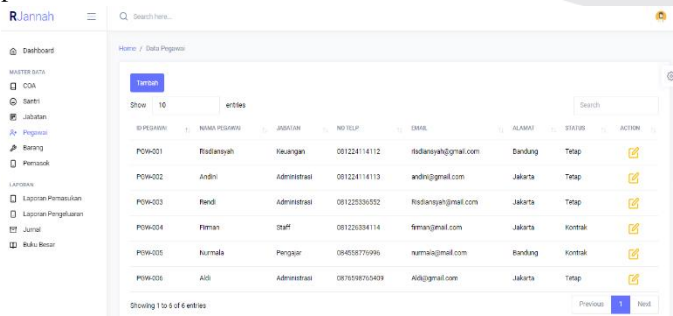 RJannah
Search here...
Dashboard
MASTER DATA
COA
Santri
Jabatan
Pegawai
Barang
Pemasok
LAPORAN
Laporan Pemasukan
Laporan Pengeluaran
Jurnal
Buku Besar
Home / Data Pegawai
Tambah
Show 10 entries
Search
ID PEGAWAI NAMA PEGAWAI JABATAN NO TELP EMAIL ALAMAT STATUS ACTION
PGW-001 Risdiansyah Keuangan 081224114112 risdiansyah@gmail.com Bandung Tetap
PGW-002 Andini Administrasi 081224114113 andini@gmail.com Jakarta Tetap
PGW-003 Rendi Administrasi 081225336552 Risdiansyah@mail.com Jakarta Tetap
PGW-004 Firman Staff 081226334114 firman@mail.com Jakarta Kontrak
PGW-005 Nurmala Pengajar 084558776996 nurmala@mail.com Bandung Kontrak
PGW-006 Aldi Administrasi 0876598765409 Aldi@gmail.com Jakarta Tetap
Showing 1 to 6 of 6 entries
Previous 1 Next